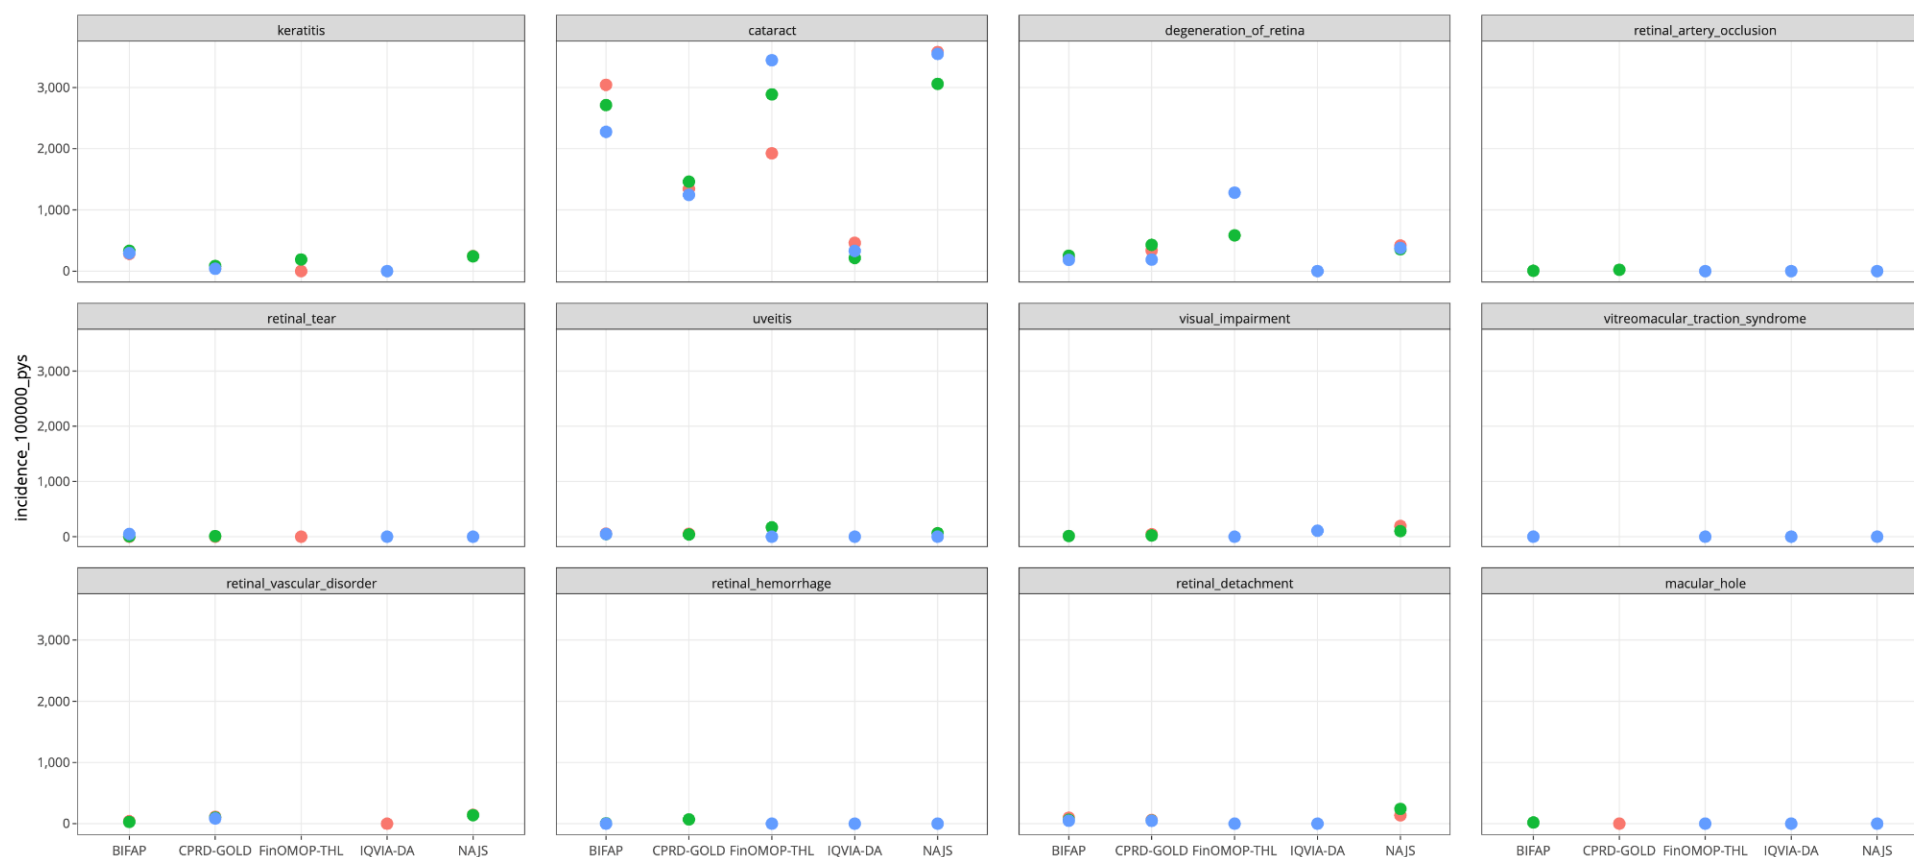 keratitis
cataract
degeneration_of_retina
retinal_artery_occlusion
3,000
2,000
1,000
0
retinal_tear
uveitis
visual_impairment
vitreomacular_traction_syndrome
incidence_100000_pys
3,000
2,000
1,000
0
retinal_vascular_disorder
retinal_hemorrhage
retinal_detachment
macular_hole
3,000
2,000
1,000
0
BIFAP CPRD-GOLD FinOMOP-THL IQVIA-DA NAJS
BIFAP CPRD-GOLD FinOMOP-THL IQVIA-DA NAJS
BIFAP CPRD-GOLD FinOMOP-THL IQVIA-DA NAJS
BIFAP CPRD-GOLD FinOMOP-THL IQVIA-DA NAJS